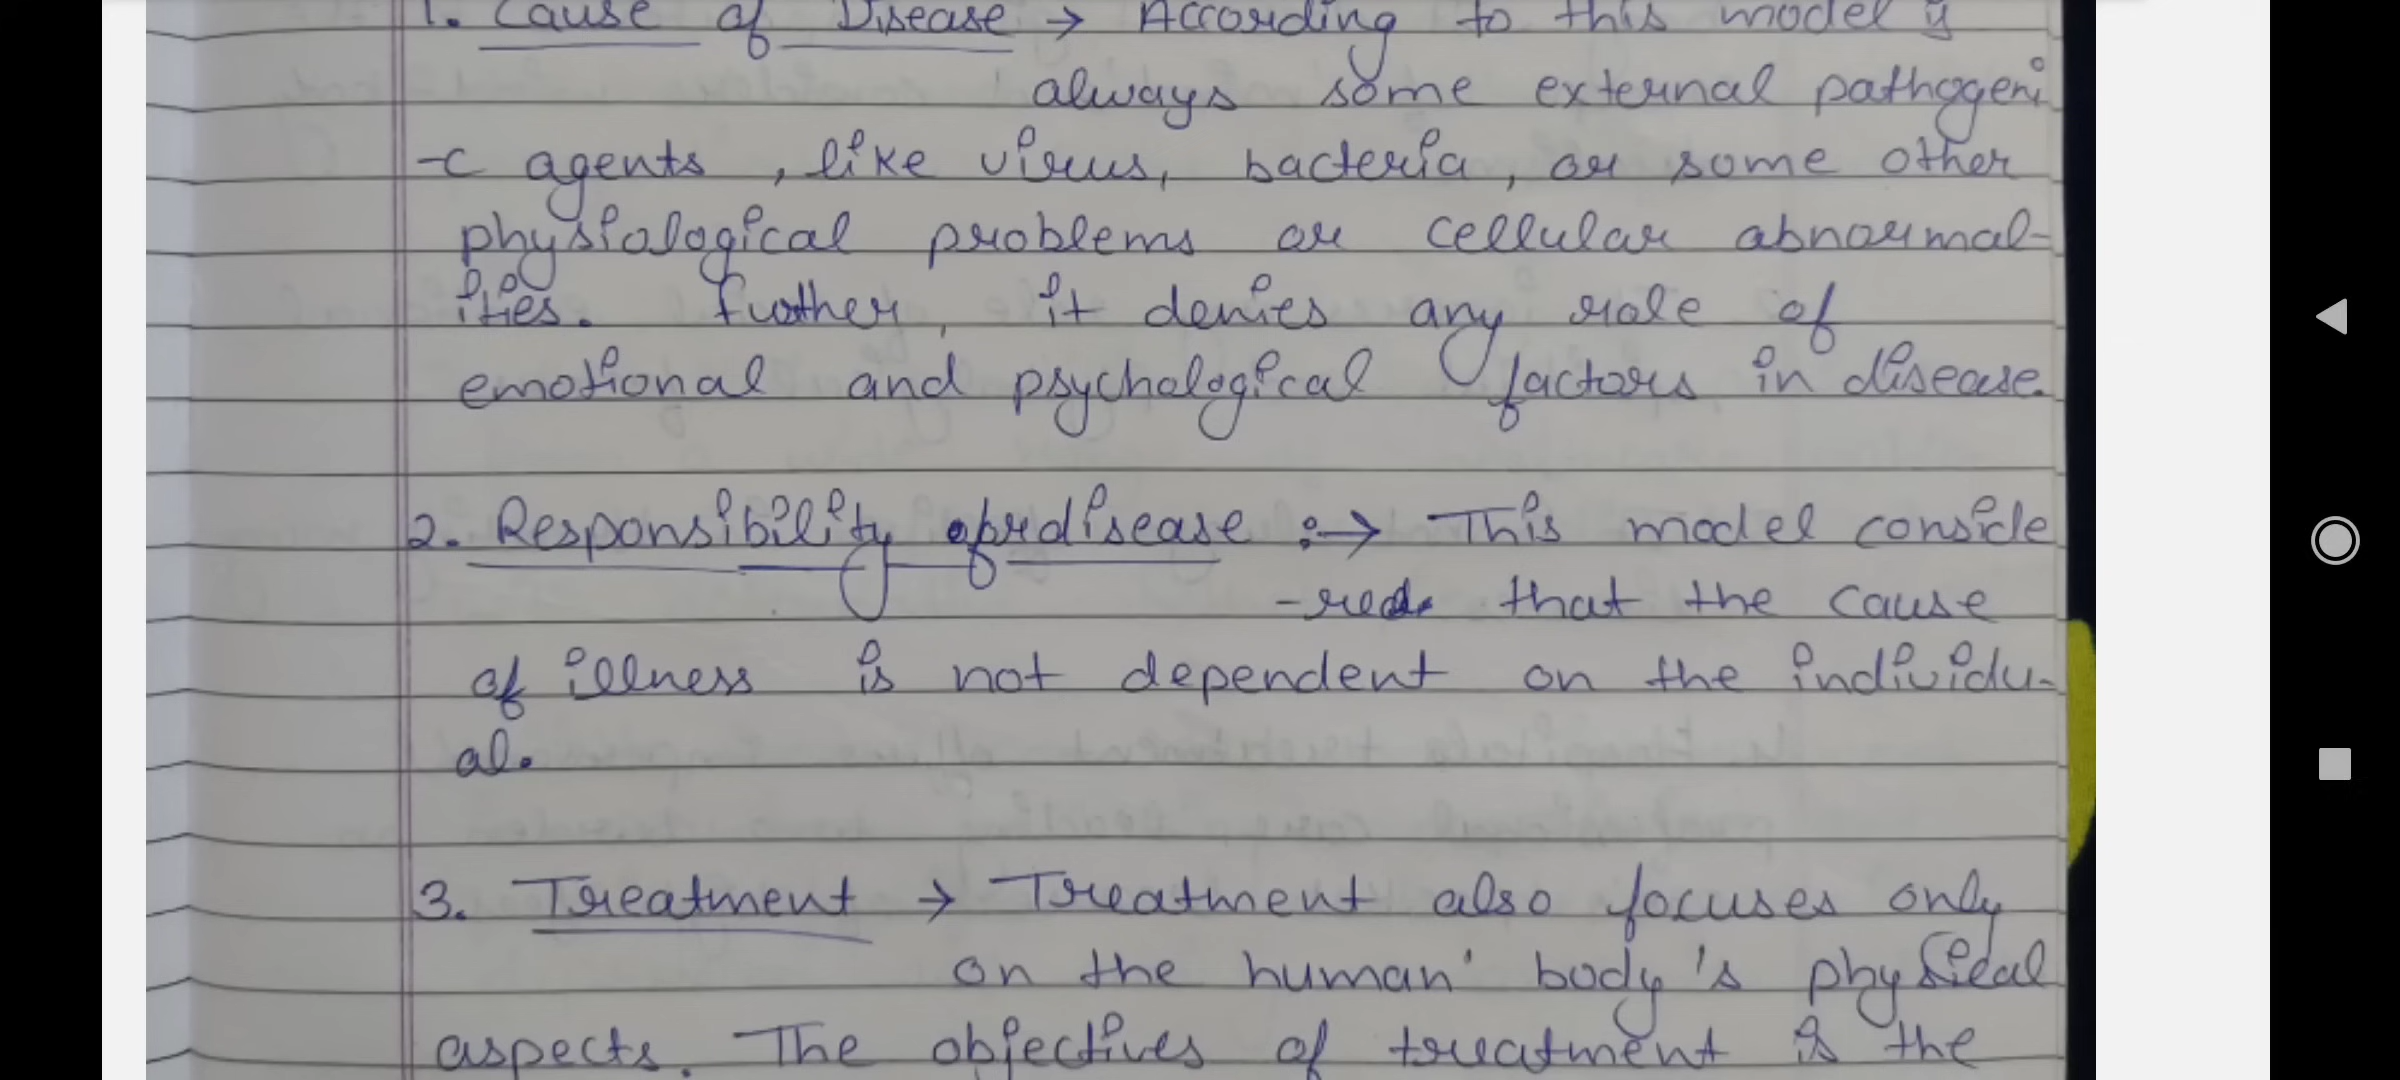 1. Cause of Disease → According to this model
always some external pathogeni
-c agents, like virus, bacteria, or some other
physiological problems or cellular abnormal-
ities. further, it denies any role of
emotional and psychological factors in disease.
2. Responsibility of disease :→ This model conside
-red. that the cause
of illness is not dependent on the individu-
al.
3. Treatment → Treatment also focuses only
on the human' body's physical
aspects. The objectives of treatment is the